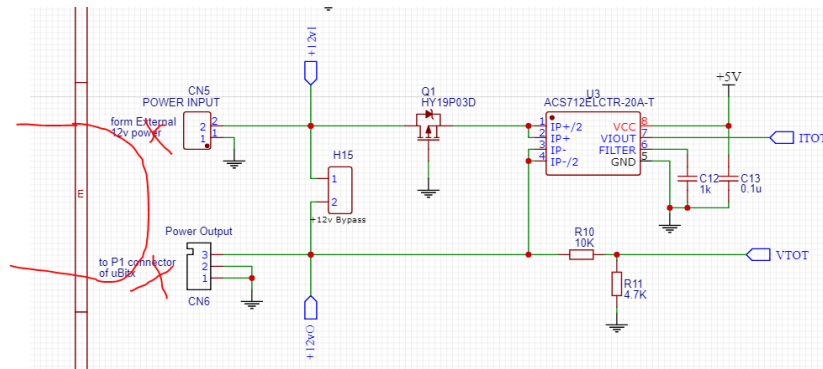 +12vI
CN5
POWER INPUT
form External
12v power
2
1
2
1
Q1
HY19P03D
U3
ACS712ELCTR-20A-T
1
2
3
4
IP+/2
IP+
IP-
IP-/2
VCC
VIOUT
FILTER
GND
8
7
6
5
+5V
ITOT
C12
1k
C13
0.1u
E
H15
1
2
+12v Bypass
Power Output
to P1 connector
of uBitx
3
2
1
CN6
R10
10K
VTOT
R11
4.7K
+12vO